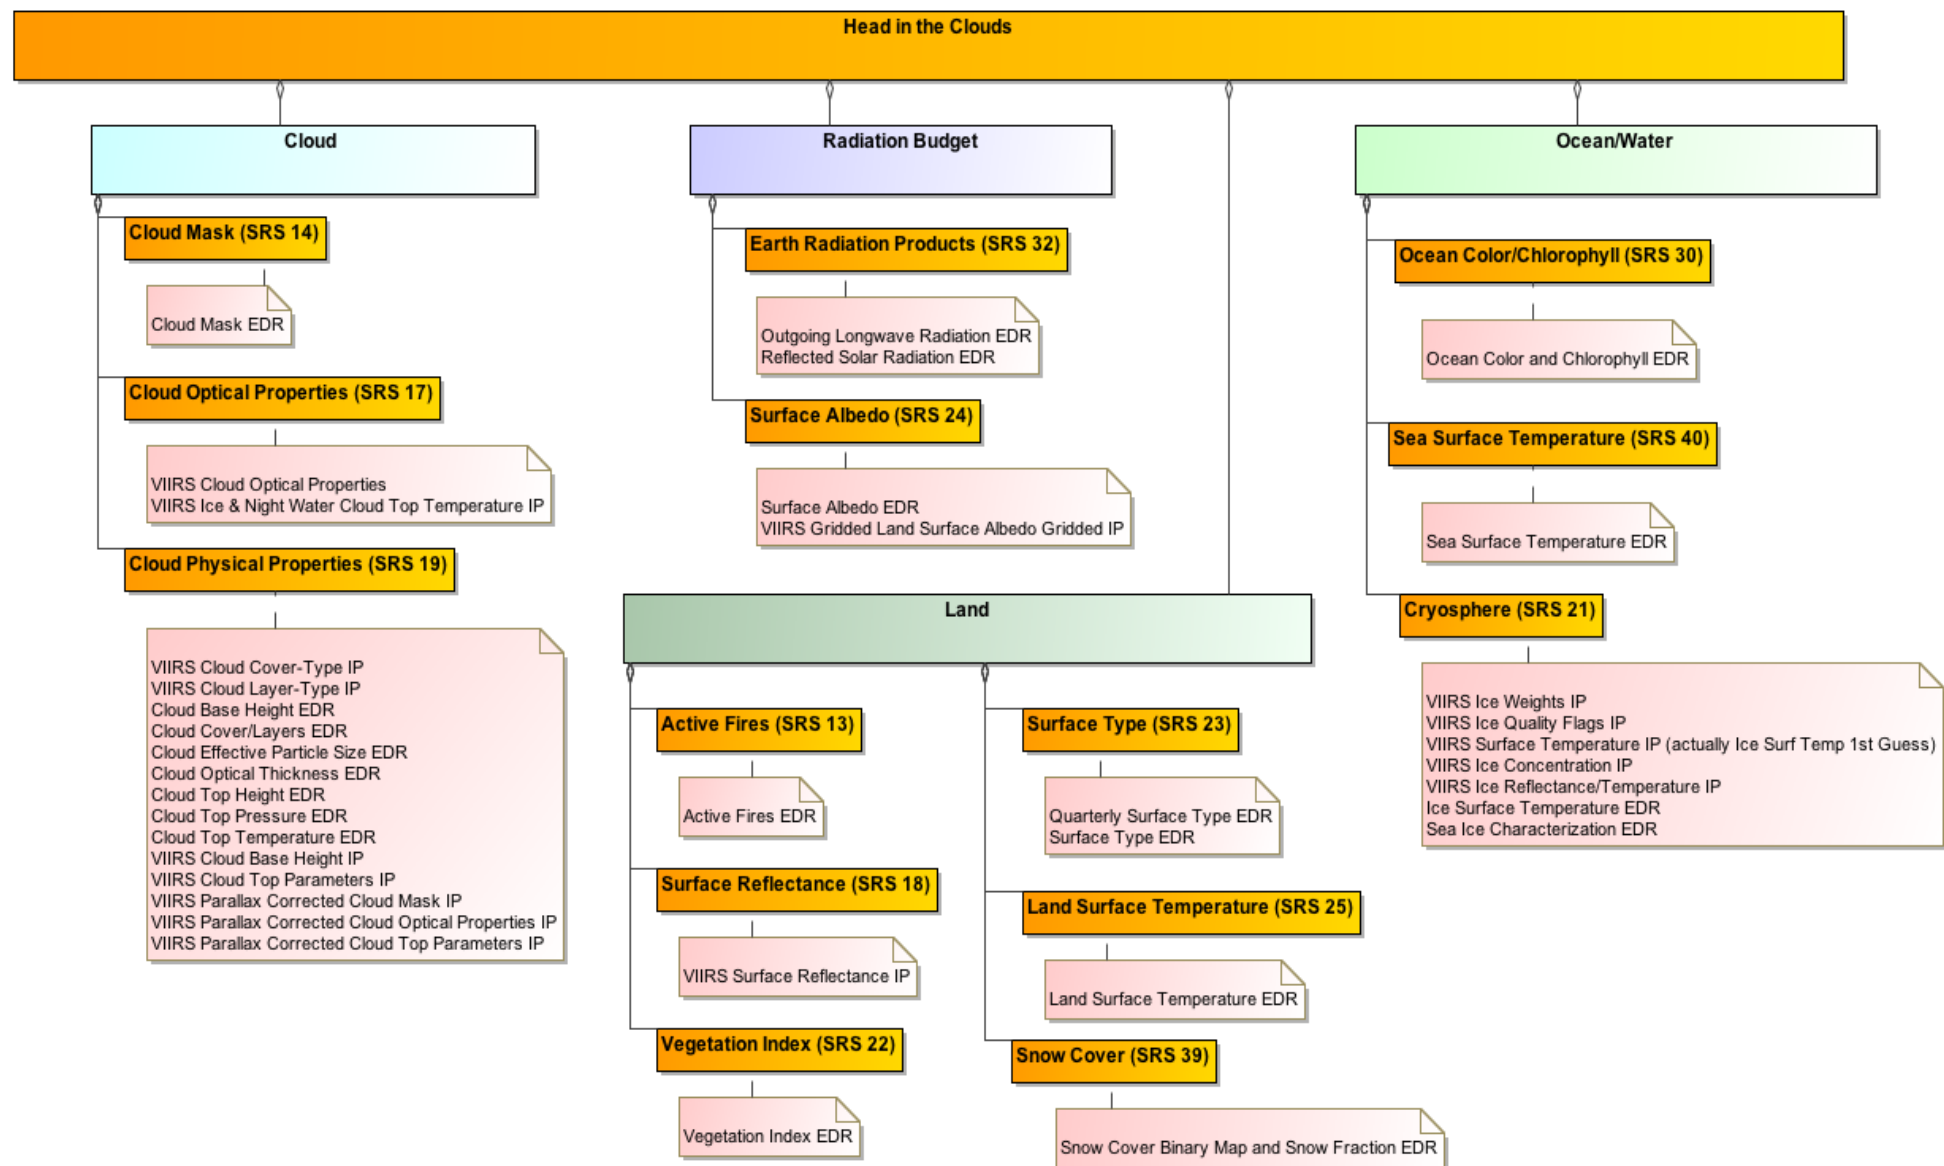 Head in the Clouds
Cloud
Cloud Mask (SRS 14)
Cloud Mask EDR
Cloud Optical Properties (SRS 17)
VIIRS Cloud Optical Properties
VIIRS Ice & Night Water Cloud Top Temperature IP
Cloud Physical Properties (SRS 19)
VIIRS Cloud Cover-Type IP
VIIRS Cloud Layer-Type IP
Cloud Base Height EDR
Cloud Cover/Layers EDR
Cloud Effective Particle Size EDR
Cloud Optical Thickness EDR
Cloud Top Height EDR
Cloud Top Pressure EDR
Cloud Top Temperature EDR
VIIRS Cloud Base Height IP
VIIRS Cloud Top Parameters IP
VIIRS Parallax Corrected Cloud Mask IP
VIIRS Parallax Corrected Cloud Optical Properties IP
VIIRS Parallax Corrected Cloud Top Parameters IP
Radiation Budget
Earth Radiation Products (SRS 32)
Outgoing Longwave Radiation EDR
Reflected Solar Radiation EDR
Surface Albedo (SRS 24)
Surface Albedo EDR
VIIRS Gridded Land Surface Albedo Gridded IP
Land
Active Fires (SRS 13)
Active Fires EDR
Surface Reflectance (SRS 18)
VIIRS Surface Reflectance IP
Vegetation Index (SRS 22)
Vegetation Index EDR
Surface Type (SRS 23)
Quarterly Surface Type EDR
Surface Type EDR
Land Surface Temperature (SRS 25)
Land Surface Temperature EDR
Snow Cover (SRS 39)
Snow Cover Binary Map and Snow Fraction EDR
Ocean/Water
Ocean Color/Chlorophyll (SRS 30)
Ocean Color and Chlorophyll EDR
Sea Surface Temperature (SRS 40)
Sea Surface Temperature EDR
Cryosphere (SRS 21)
VIIRS Ice Weights IP
VIIRS Ice Quality Flags IP
VIIRS Surface Temperature IP (actually Ice Surf Temp 1st Guess)
VIIRS Ice Concentration IP
VIIRS Ice Reflectance/Temperature IP
Ice Surface Temperature EDR
Sea Ice Characterization EDR